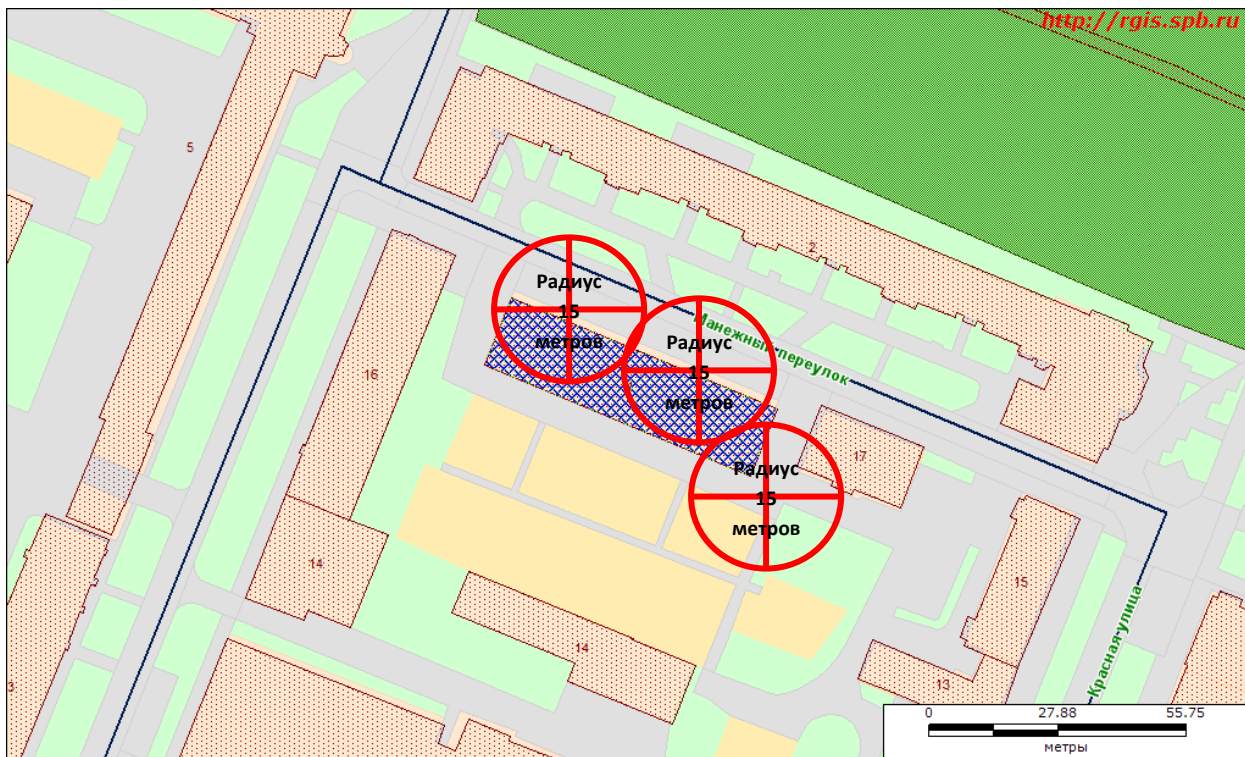 http://rgis.spb.ru
5
2
Радиус
15
метров
Радиус
15
метров
Манежный переулок
16
17
Радиус
15
метров
14
15
14
Красная улица
13
3
0 27.88 55.75
метры